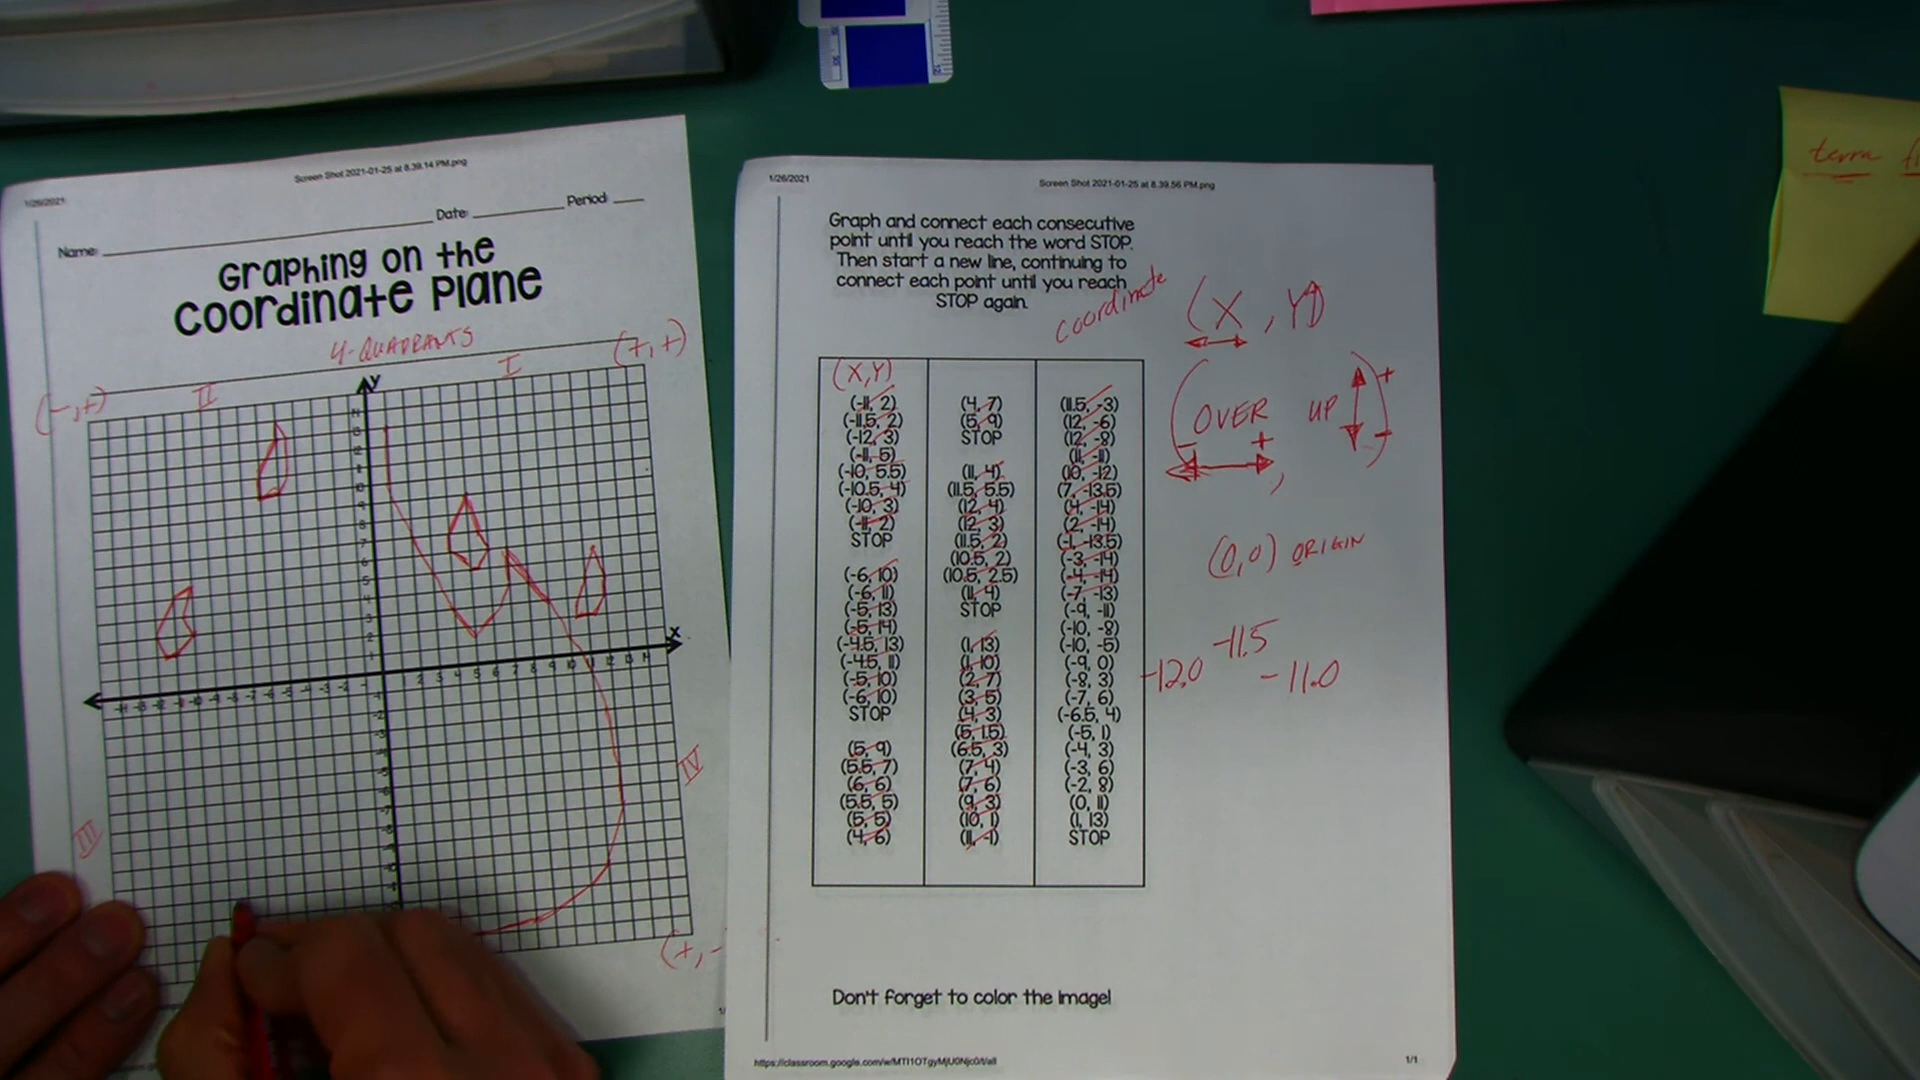 1/26/2021
Screen Shot 2021-01-25 at 8.39.14 PM.png
Name: Date: Period:
Graphing on the
Coordinate Plane
4-QUADRANTS
(-,+) II I (+,+)
Y
X
III
IV
(+,-
1/26/2021
Screen Shot 2021-01-25 at 8.39.56 PM.png
Graph and connect each consecutive
point until you reach the word STOP.
Then start a new line, continuing to
connect each point until you reach
STOP again.
coordinate
(X,Y)
(-11, 2)
(-11.5, 2)
(-12, 3)
(-11, 5)
(-10, 5.5)
(-10.5, 4)
(-10, 3)
(-11, 2)
STOP
(-6, 10)
(-6, 11)
(-5, 13)
(-5, 14)
(-4.5, 13)
(-4.5, 11)
(-5, 10)
(-6, 10)
STOP
(5, 9)
(5.5, 7)
(6, 6)
(5.5, 5)
(5, 5)
(4, 6)
(4, 7)
(5, 9)
STOP
(11, 4)
(11.5, 5.5)
(12, 4)
(12, 3)
(11.5, 2)
(10.5, 2)
(10.5, 2.5)
(11, 4)
STOP
(1, 13)
(1, 10)
(2, 7)
(3, 5)
(4, 3)
(5, 1.5)
(6.5, 3)
(7, 4)
(7, 6)
(9, 3)
(10, 1)
(11, -1)
(11.5, -3)
(12, -6)
(12, -8)
(11, -11)
(10, -12)
(7, -13.5)
(4, -14)
(2, -14)
(-1, -13.5)
(-3, -14)
(-4, -14)
(-7, -13)
(-9, -11)
(-10, -8)
(-10, -5)
(-9, 0)
(-8, 3)
(-7, 6)
(-6.5, 4)
(-5, 1)
(-4, 3)
(-3, 6)
(-2, 8)
(0, 11)
(1, 13)
STOP
(X, Y)
(OVER UP)
- + , + -
(0,0) ORIGIN
-12.0 -11.5 -11.0
Don't forget to color the image!
1/1
terra